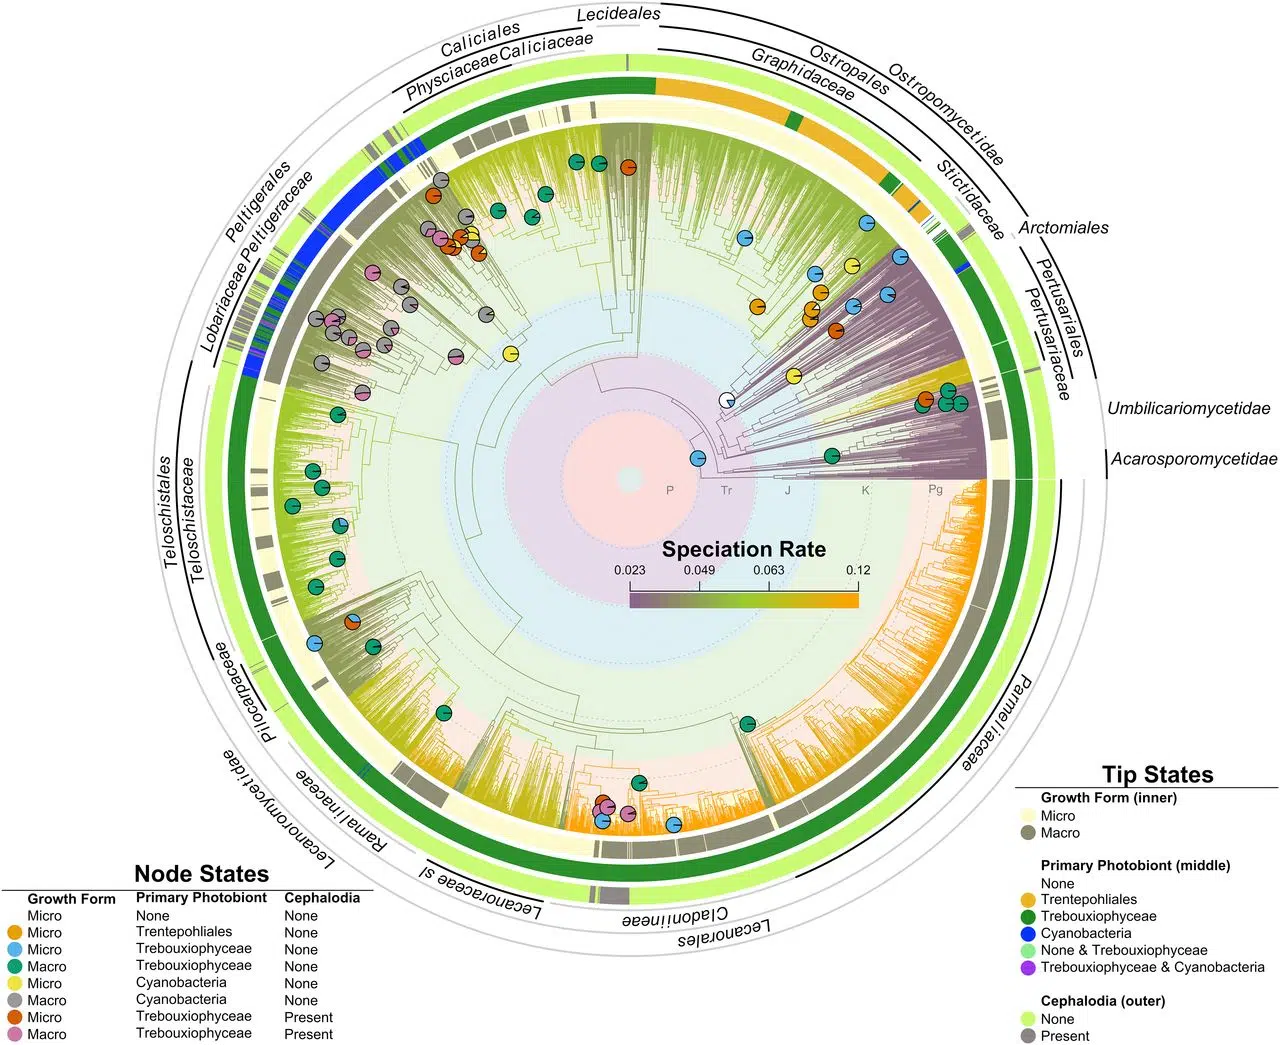 Lecideales
Caliciales
Caliciaceae
Physciaceae
Ostropomycetidae
Ostropales
Graphidaceae
Stictidaceae
Arctomiales
Pertusariales
Pertusariaceae
Umbilicariomycetidae
Acarosporomycetidae
Peltigerales
Peltigeraceae
Lobariaceae
Teloschistales
Teloschistaceae
P Tr J K Pg
Speciation Rate
0.023 0.049 0.063 0.12
Pilocarpaceae
Lecanoromycetidae
Ramalinaceae
Lecanoraceae sl
Cladoniineae
Lecanorales
Parmeliaceae
Node States
Growth Form Primary Photobiont Cephalodia
Micro None None
Micro Trentepohliales None
Micro Trebouxiophyceae None
Macro Trebouxiophyceae None
Micro Cyanobacteria None
Macro Cyanobacteria None
Micro Trebouxiophyceae Present
Macro Trebouxiophyceae Present
Tip States
Growth Form (inner)
Micro
Macro
Primary Photobiont (middle)
None
Trentepohliales
Trebouxiophyceae
Cyanobacteria
None & Trebouxiophyceae
Trebouxiophyceae & Cyanobacteria
Cephalodia (outer)
None
Present